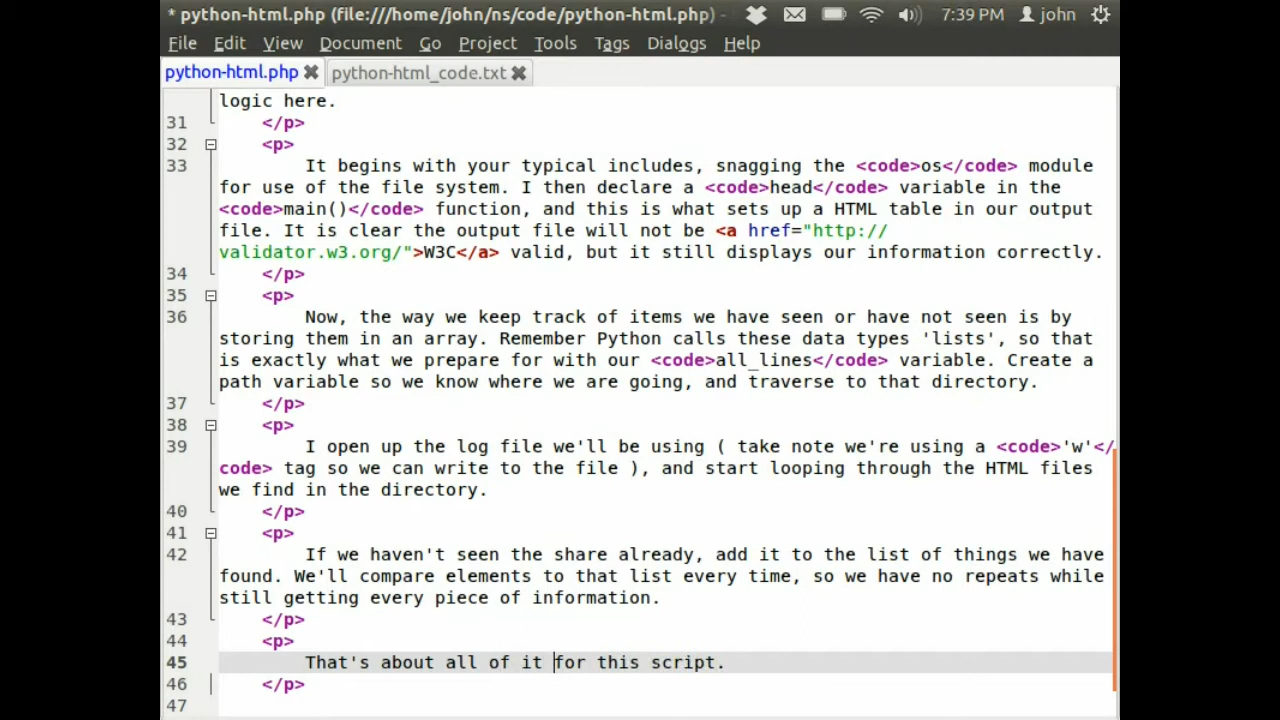 * python-html.php (file:///home/john/ns/code/python-html.php) - 7:39 PM john
File Edit View Document Go Project Tools Tags Dialogs Help
python-html.php python-html_code.txt
logic here.
31 </p>
32 <p>
33 It begins with your typical includes, snagging the <code>os</code> module
for use of the file system. I then declare a <code>head</code> variable in the
<code>main()</code> function, and this is what sets up a HTML table in our output
file. It is clear the output file will not be <a href="http://
validator.w3.org/">W3C</a> valid, but it still displays our information correctly.
34 </p>
35 <p>
36 Now, the way we keep track of items we have seen or have not seen is by
storing them in an array. Remember Python calls these data types 'lists', so that
is exactly what we prepare for with our <code>all_lines</code> variable. Create a
path variable so we know where we are going, and traverse to that directory.
37 </p>
38 <p>
39 I open up the log file we'll be using ( take note we're using a <code>'w'</
code> tag so we can write to the file ), and start looping through the HTML files
we find in the directory.
40 </p>
41 <p>
42 If we haven't seen the share already, add it to the list of things we have
found. We'll compare elements to that list every time, so we have no repeats while
still getting every piece of information.
43 </p>
44 <p>
45 That's about all of it for this script.
46 </p>
47